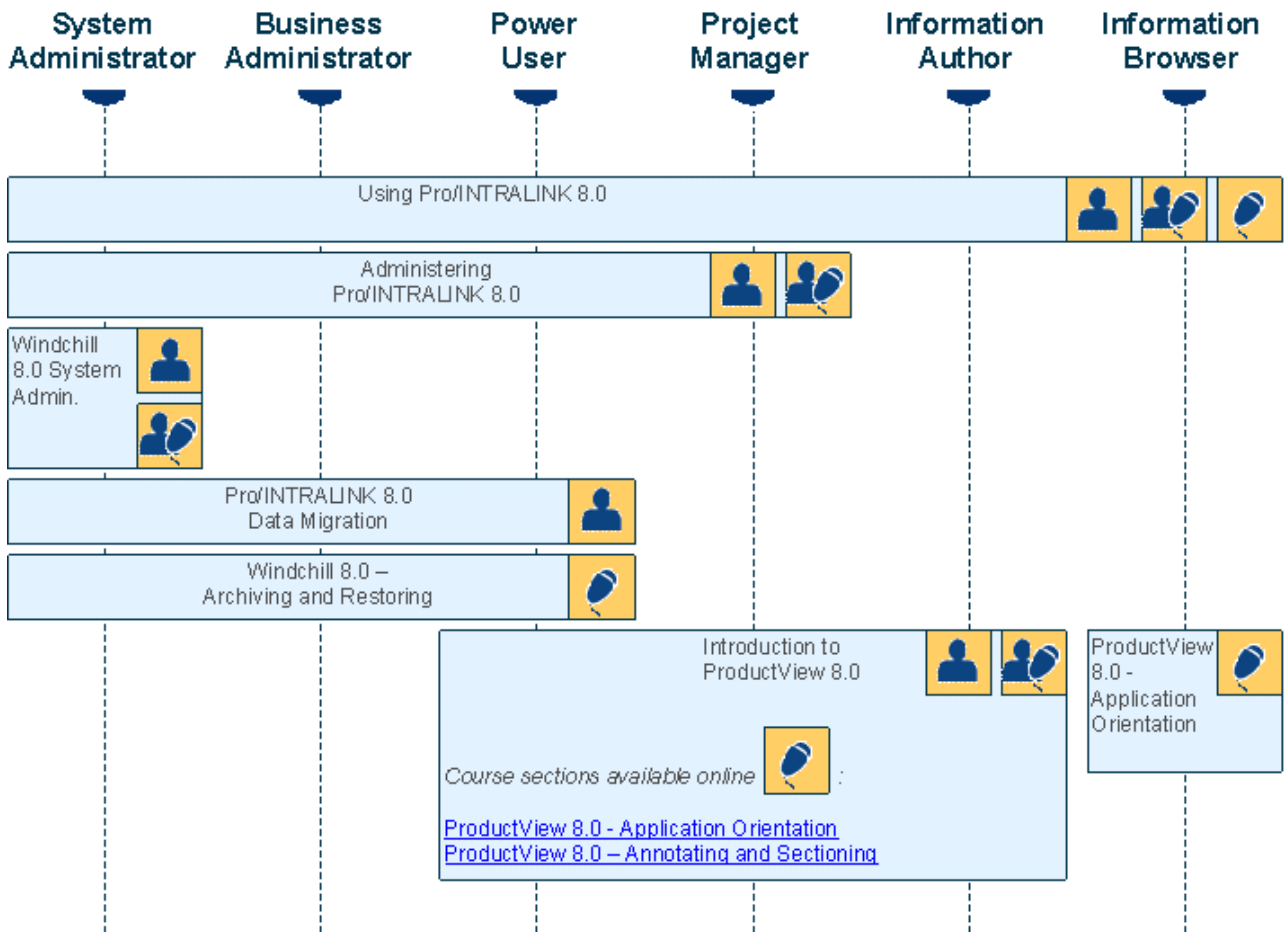 System
Administrator
Business
Administrator
Power
User
Project
Manager
Information
Author
Information
Browser
Using Pro/INTRALINK 8.0
Administering
Pro/INTRALINK 8.0
Windchill
8.0 System
Admin.
Pro/INTRALINK 8.0
Data Migration
Windchill 8.0 –
Archiving and Restoring
Introduction to
ProductView 8.0
Course sections available online :
ProductView 8.0 - Application Orientation
ProductView 8.0 – Annotating and Sectioning
ProductView
8.0 -
Application
Orientation